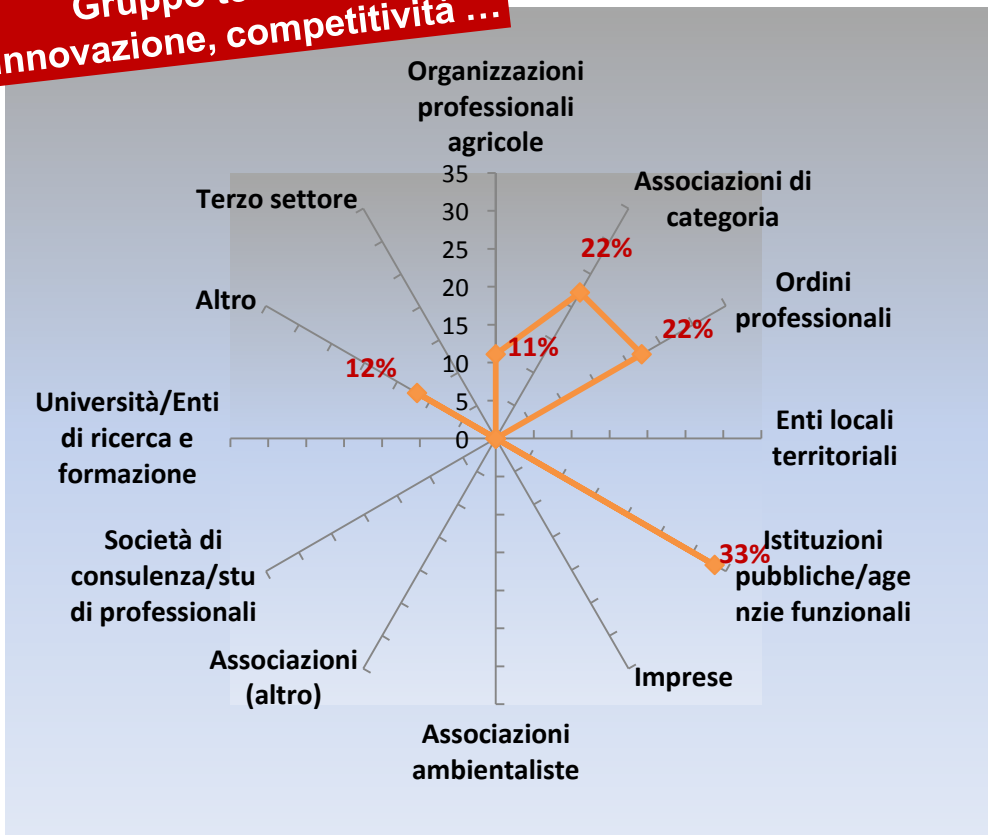 Gruppo
innovazione, competitività …
Organizzazioni
professionali
agricole
35
30
25
20
15
10
5
0
Associazioni di
categoria
22%
Ordini
professionali
22%
11%
Enti locali
territoriali
Istituzioni
pubbliche/age
nzie funzionali
33%
Imprese
Associazioni
ambientaliste
Associazioni
(altro)
Società di
consulenza/stu
di professionali
Università/Enti
di ricerca e
formazione
Altro
12%
Terzo settore